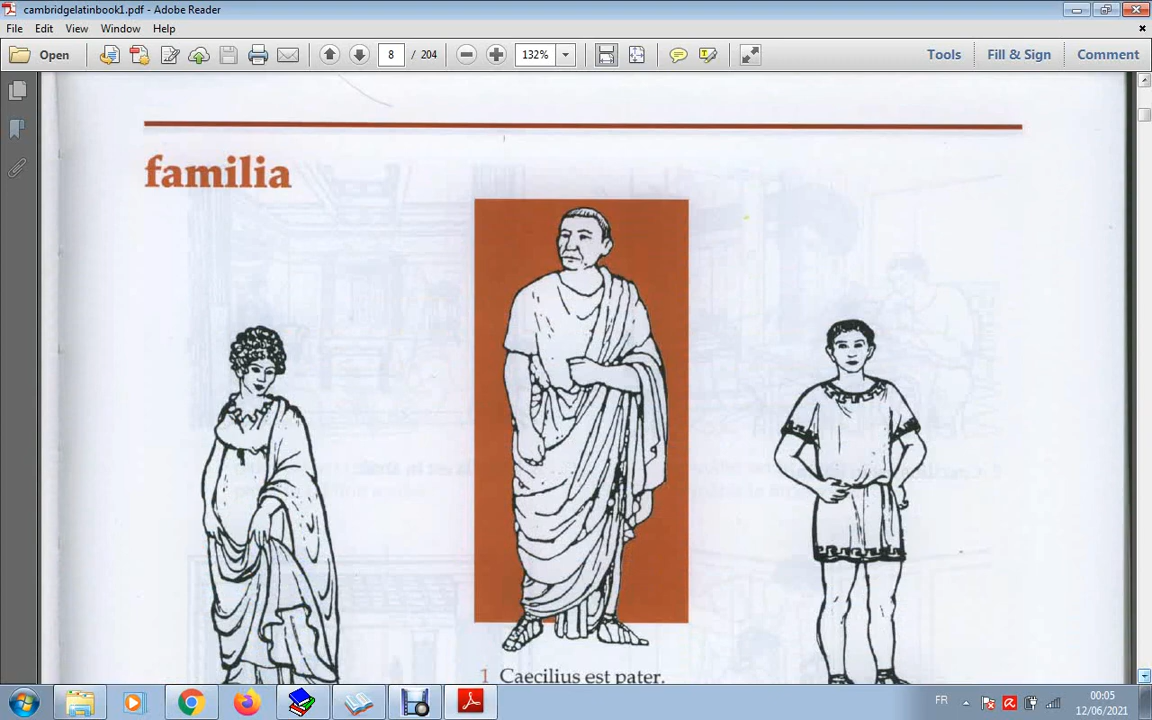 cambridgelatinbook1.pdf - Adobe Reader
File Edit View Window Help
Open 8 / 204 132% Tools Fill & Sign Comment
familia
1 Caecilius est pater.
FR 00:05
12/06/2021